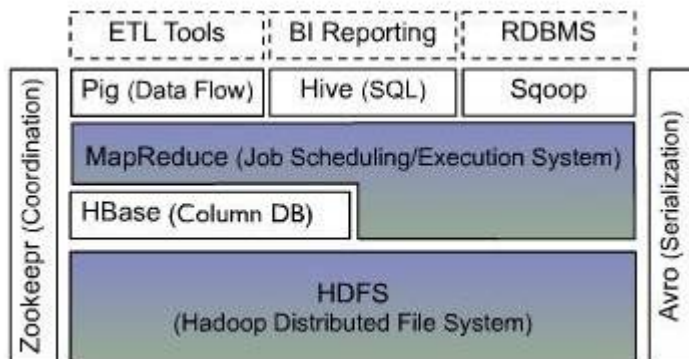 ETL Tools
BI Reporting
RDBMS
Zookeepr (Coordination)
Pig (Data Flow)
Hive (SQL)
Sqoop
Avro (Serialization)
MapReduce (Job Scheduling/Execution System)
HBase (Column DB)
HDFS
(Hadoop Distributed File System)